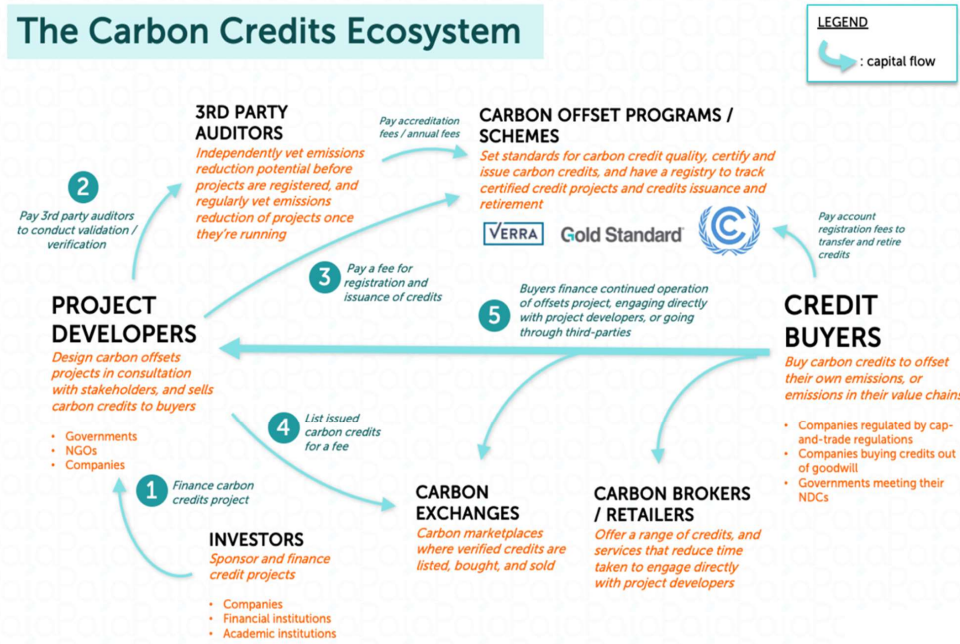 The Carbon Credits Ecosystem
LEGEND
: capital flow
3RD PARTY
AUDITORS
Independently vet emissions
reduction potential before
projects are registered, and
regularly vet emissions
reduction of projects once
they're running
Pay accreditation
fees / annual fees
CARBON OFFSET PROGRAMS /
SCHEMES
Set standards for carbon credit quality, certify and
issue carbon credits, and have a registry to track
certified credit projects and credits issuance and
retirement
VERRA
Gold Standard
2
Pay 3rd party auditors
to conduct validation /
verification
Pay account
registration fees to
transfer and retire
credits
3
Pay a fee for
registration and
issuance of credits
PROJECT
DEVELOPERS
Design carbon offsets
projects in consultation
with stakeholders, and sells
carbon credits to buyers
• Governments
• NGOs
• Companies
5
Buyers finance continued operation
of offsets project, engaging directly
with project developers, or going
through third-parties
CREDIT
BUYERS
Buy carbon credits to offset
their own emissions, or
emissions in their value chains
• Companies regulated by cap-
and-trade regulations
• Companies buying credits out
of goodwill
• Governments meeting their
NDCs
4
List issued
carbon credits
for a fee
1
Finance carbon
credits project
INVESTORS
Sponsor and finance
credit projects
• Companies
• Financial institutions
• Academic institutions
CARBON
EXCHANGES
Carbon marketplaces
where verified credits are
listed, bought, and sold
CARBON BROKERS
/ RETAILERS
Offer a range of credits, and
services that reduce time
taken to engage directly
with project developers